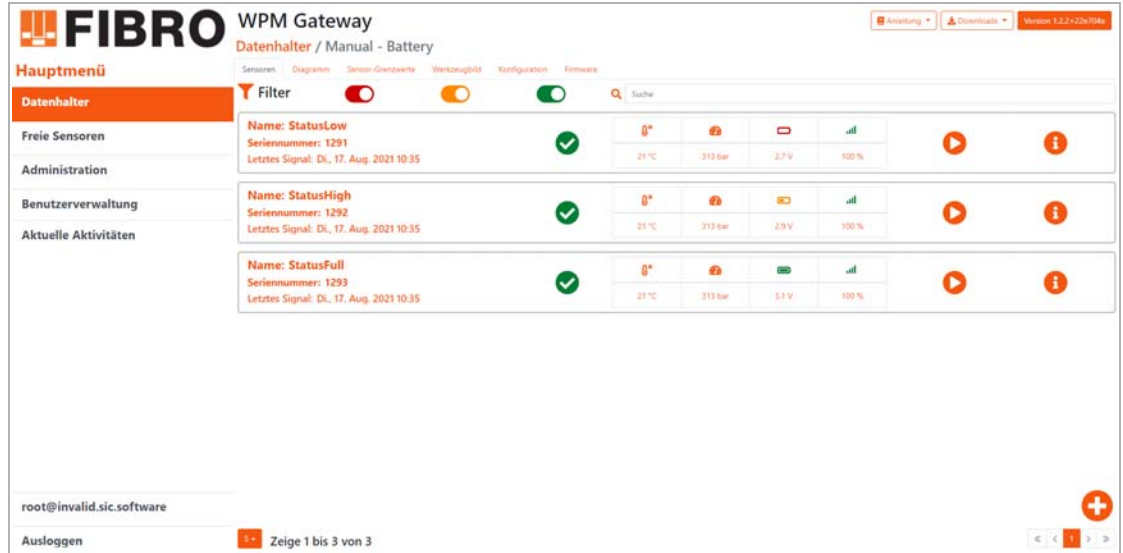 FIBRO
WPM Gateway
Anleitung
Downloads
Version 1.2.2+22e704e
Datenhalter / Manual - Battery
Hauptmenü
Sensoren Diagramm Sensor-Grenzwerte Werkzeugbild Konfiguration Firmware
Filter
Suche
Datenhalter
Freie Sensoren
Administration
Benutzerverwaltung
Aktuelle Aktivitäten
Name: StatusLow
Seriennummer: 1291
Letztes Signal: Di., 17. Aug. 2021 10:35
21 °C 313 bar 2.7 V 100 %
Name: StatusHigh
Seriennummer: 1292
Letztes Signal: Di., 17. Aug. 2021 10:35
21 °C 313 bar 2.9 V 100 %
Name: StatusFull
Seriennummer: 1293
Letztes Signal: Di., 17. Aug. 2021 10:35
21 °C 313 bar 3.1 V 100 %
root@invalid.sic.software
Ausloggen
5
Zeige 1 bis 3 von 3
« ‹ 1 › »